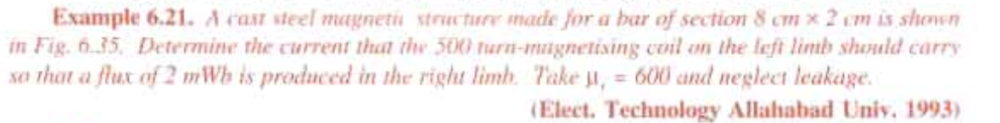 Example 6.21. A cast steel magnetic structure made for a bar of section 8 cm × 2 cm is shown
in Fig. 6.35. Determine the current that the 500 turn-magnetising coil on the left limb should carry
so that a flux of 2 mWb is produced in the right limb. Take μr = 600 and neglect leakage.
(Elect. Technology Allahabad Univ. 1993)